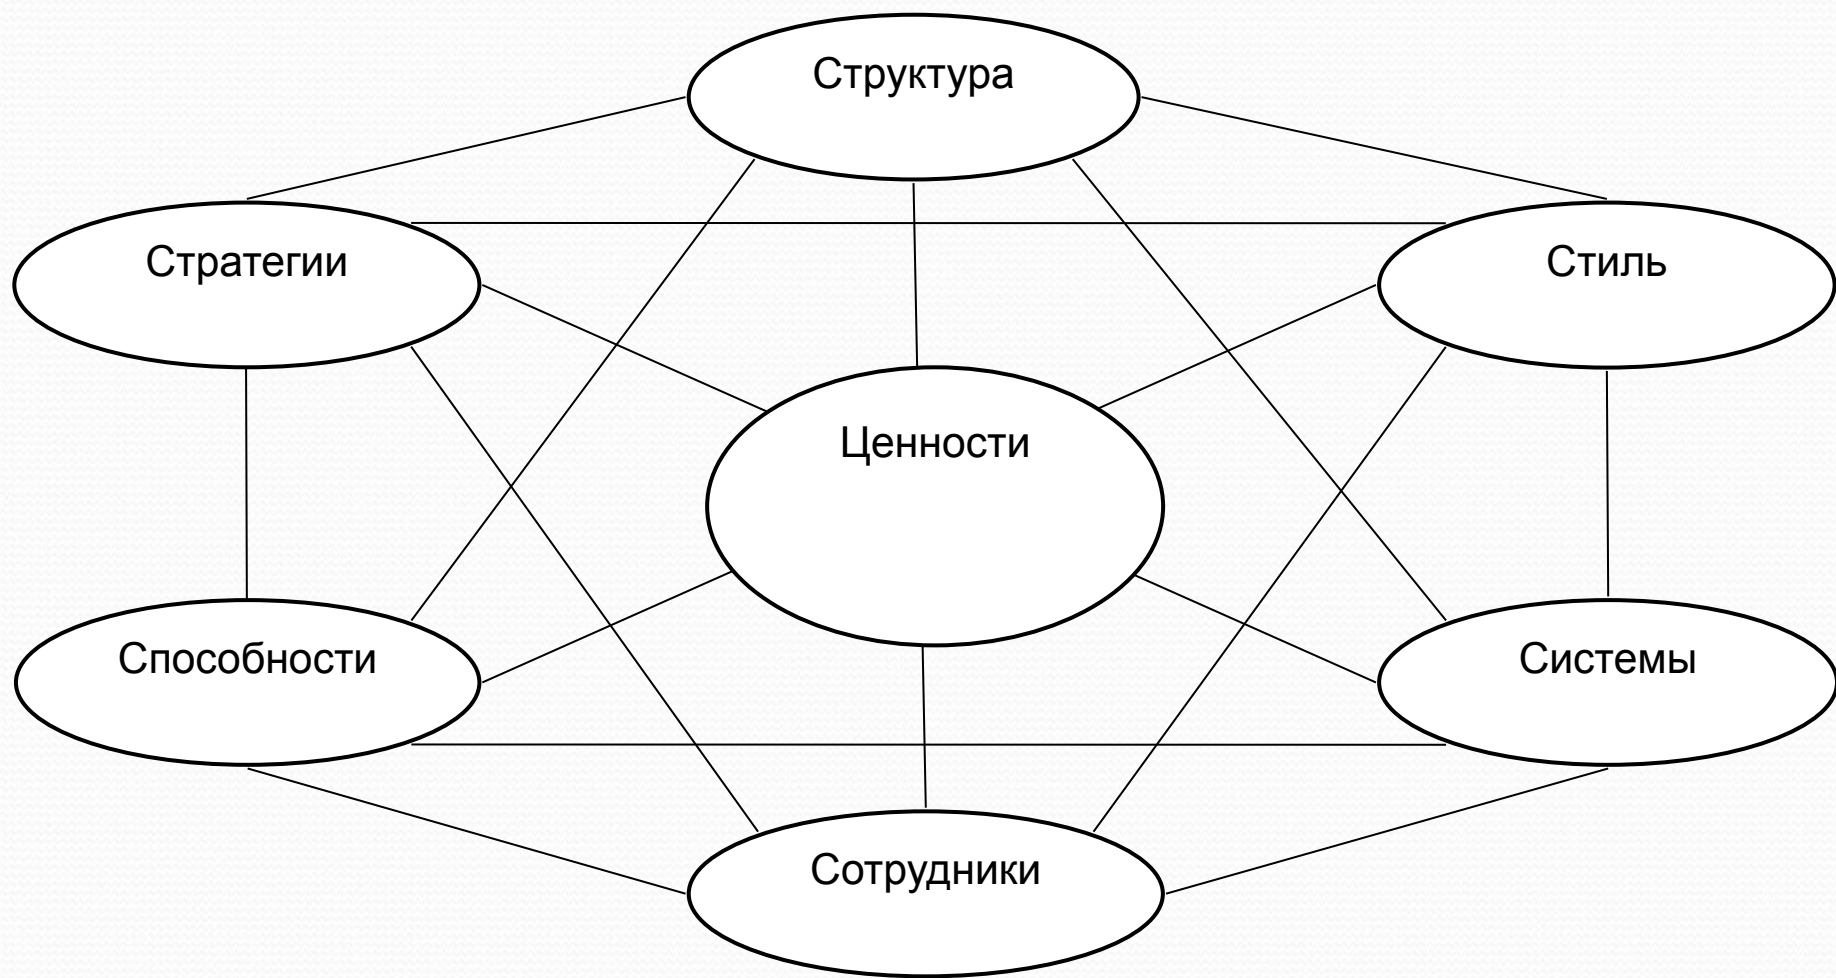 Структура
Стратегии
Стиль
Ценности
Способности
Системы
Сотрудники